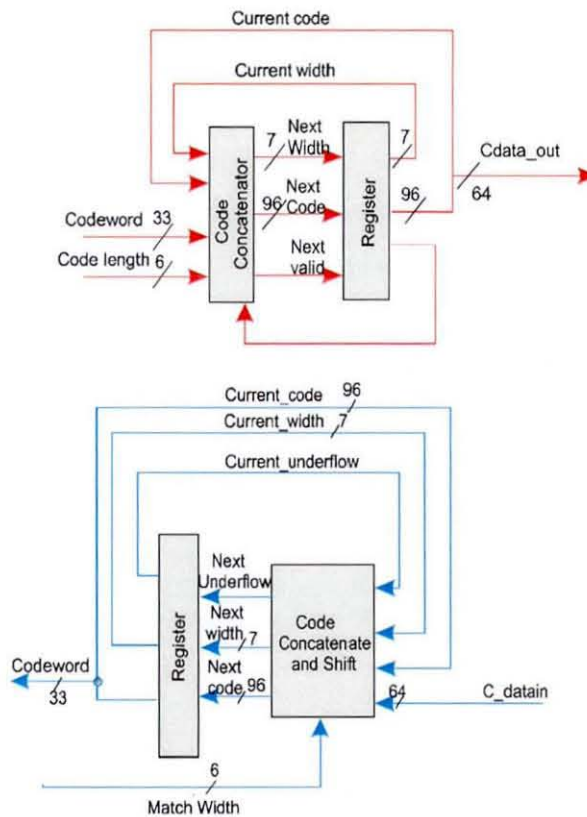 Current code
Current width
7
Next
Width
7
Cdata_out
64
Codeword 33
96
Next
Code
96
Code
Concatenator
Register
Code length 6
Next
valid
Current_code 96
Current_width 7
Current_underflow
Next
Underflow
Next
width 7
Next
code 96
Register
Code
Concatenate
and Shift
Codeword
33
64
C_datain
6
Match Width